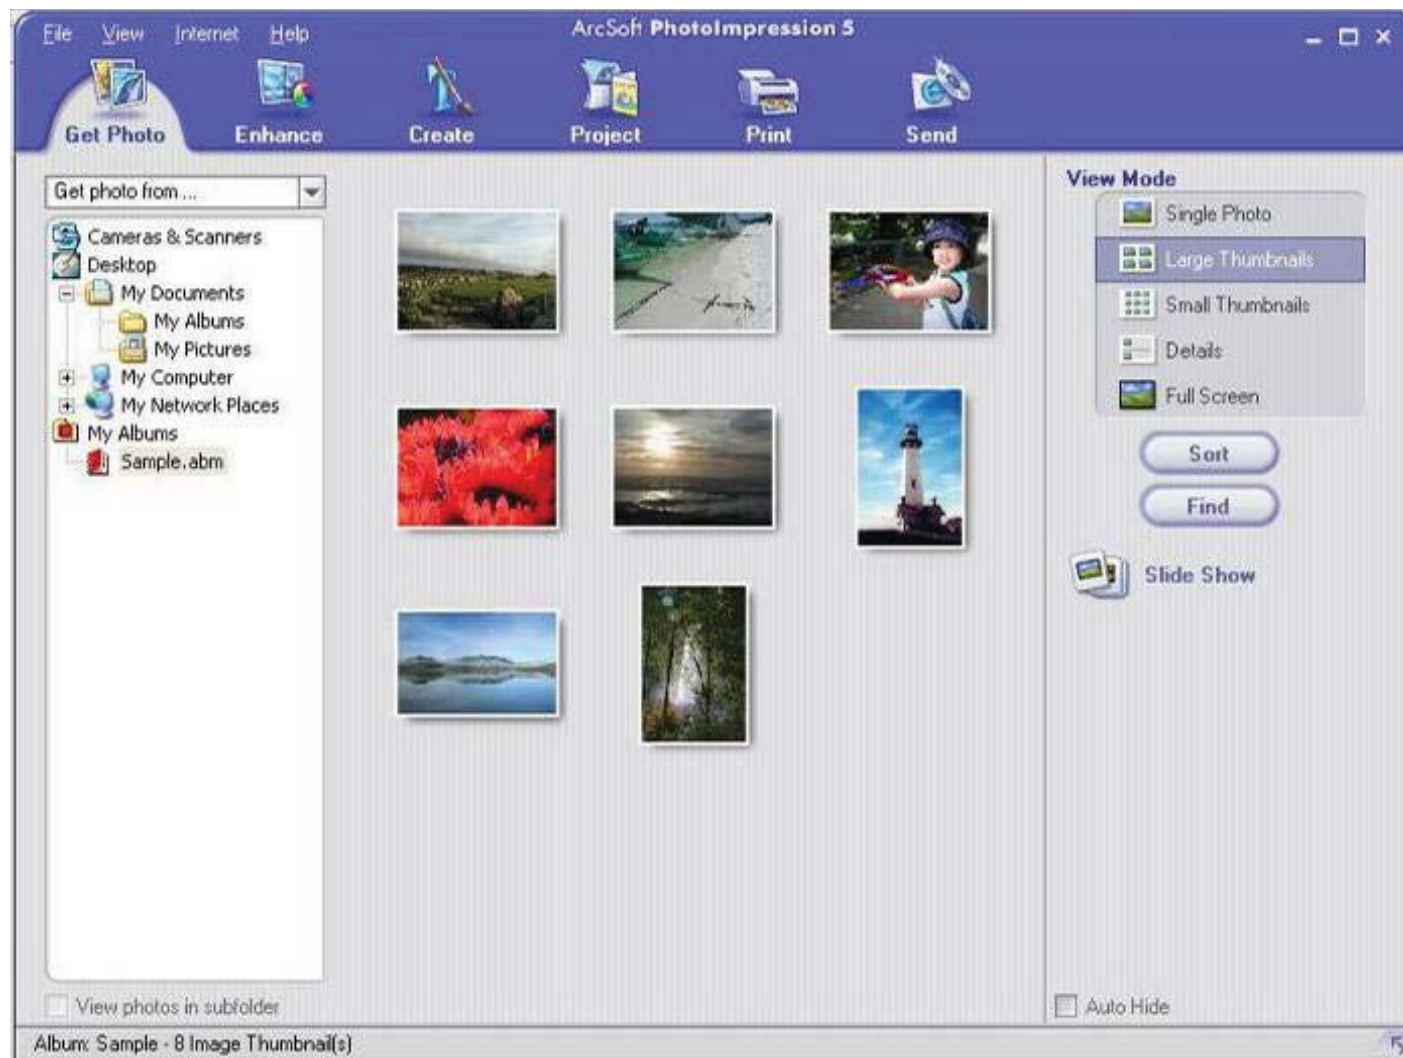 File View Internet Help
ArcSoft PhotoImpression 5
Get Photo Enhance Create Project Print Send
Get photo from ...
Cameras & Scanners
Desktop
My Documents
My Albums
My Pictures
My Computer
My Network Places
My Albums
Sample.abm
View photos in subfolder
View Mode
Single Photo
Large Thumbnails
Small Thumbnails
Details
Full Screen
Sort
Find
Slide Show
Auto Hide
Album: Sample - 8 Image Thumbnail(s)